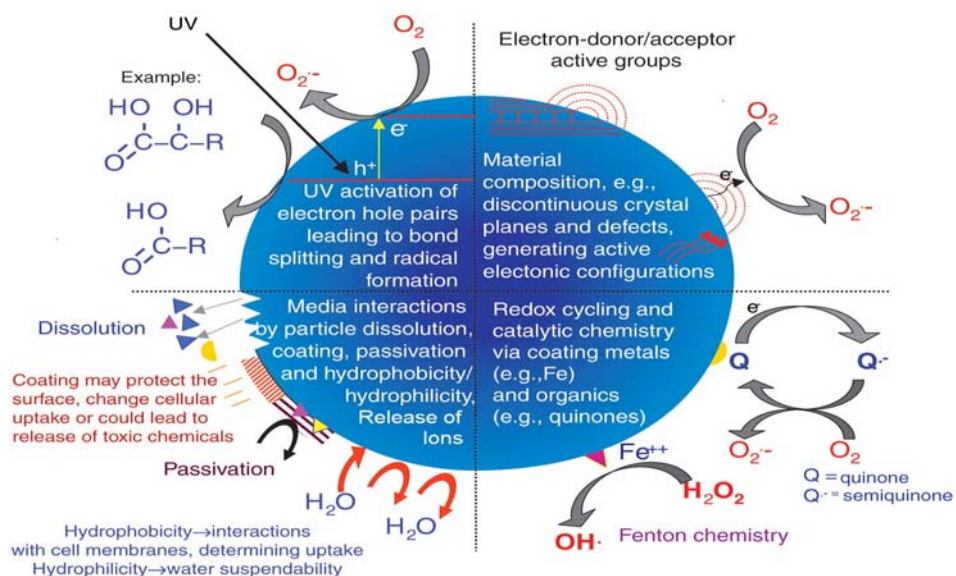 UV
O₂
O₂·-
Example:
HO OH
O C–C–R
HO
O C–R
e-
h+
UV activation of
electron hole pairs
leading to bond
splitting and radical
formation
Electron-donor/acceptor
active groups
Material
composition, e.g.,
discontinuous crystal
planes and defects,
generating active
electonic configurations
e-
O₂
O₂·-
Media interactions
by particle dissolution,
coating, passivation
and hydrophobicity/
hydrophilicity,
Release of
Ions
Dissolution
Coating may protect the
surface, change cellular
uptake or could lead to
release of toxic chemicals
Passivation
H₂O
H₂O
Hydrophobicity→interactions
with cell membranes, determining uptake
Hydrophilicity→water suspendability
Redox cycling and
catalytic chemistry
via coating metals
(e.g.,Fe)
and organics
(e.g., quinones)
e-
Q
Q·-
O₂·-
O₂
Q = quinone
Q·- = semiquinone
Fe++
H₂O₂
OH·
Fenton chemistry